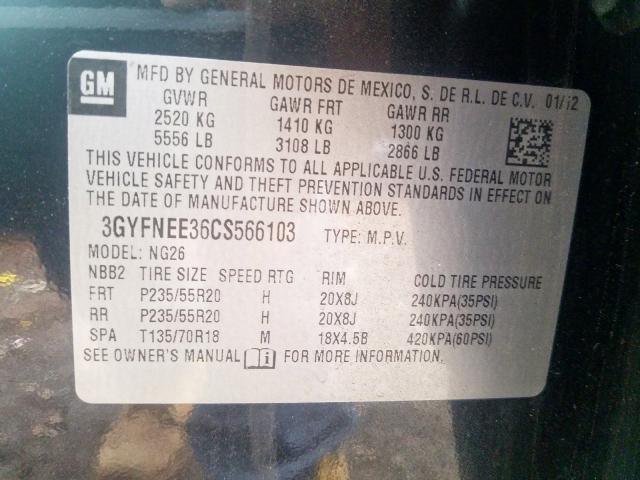 GM
MFD BY GENERAL MOTORS DE MEXICO, S. DE R.L. DE C.V. 01/12
GVWR GAWR FRT GAWR RR
2520 KG 1410 KG 1300 KG
5556 LB 3108 LB 2866 LB
THIS VEHICLE CONFORMS TO ALL APPLICABLE U.S. FEDERAL MOTOR
VEHICLE SAFETY AND THEFT PREVENTION STANDARDS IN EFFECT ON
THE DATE OF MANUFACTURE SHOWN ABOVE.
3GYFNEE36CS566103 TYPE: M.P.V.
MODEL: NG26
NBB2 TIRE SIZE SPEED RTG RIM COLD TIRE PRESSURE
FRT P235/55R20 H 20X8J 240KPA(35PSI)
RR P235/55R20 H 20X8J 240KPA(35PSI)
SPA T135/70R18 M 18X4.5B 420KPA(60PSI)
SEE OWNER'S MANUAL i FOR MORE INFORMATION.